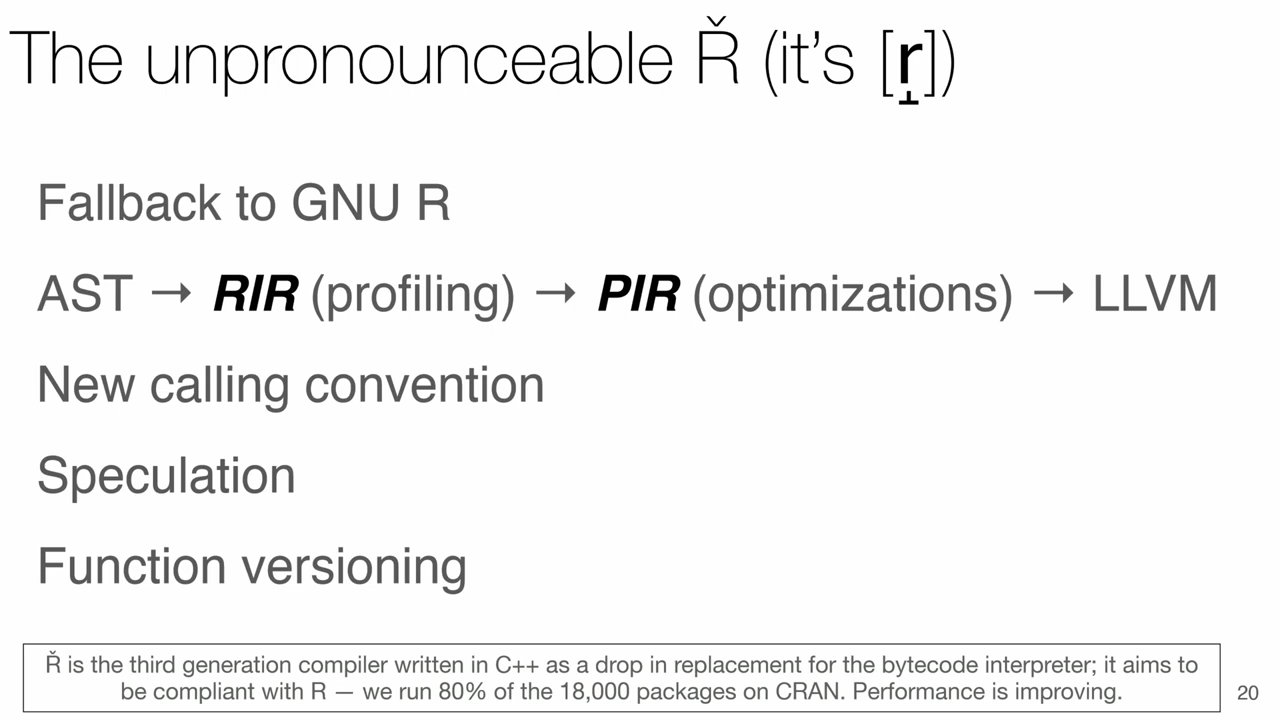 The unpronounceable Ř (it’s [r̝])
Fallback to GNU R
AST → RIR (profiling) → PIR (optimizations) → LLVM
New calling convention
Speculation
Function versioning
Ř is the third generation compiler written in C++ as a drop in replacement for the bytecode interpreter; it aims to
be compliant with R — we run 80% of the 18,000 packages on CRAN. Performance is improving.
20